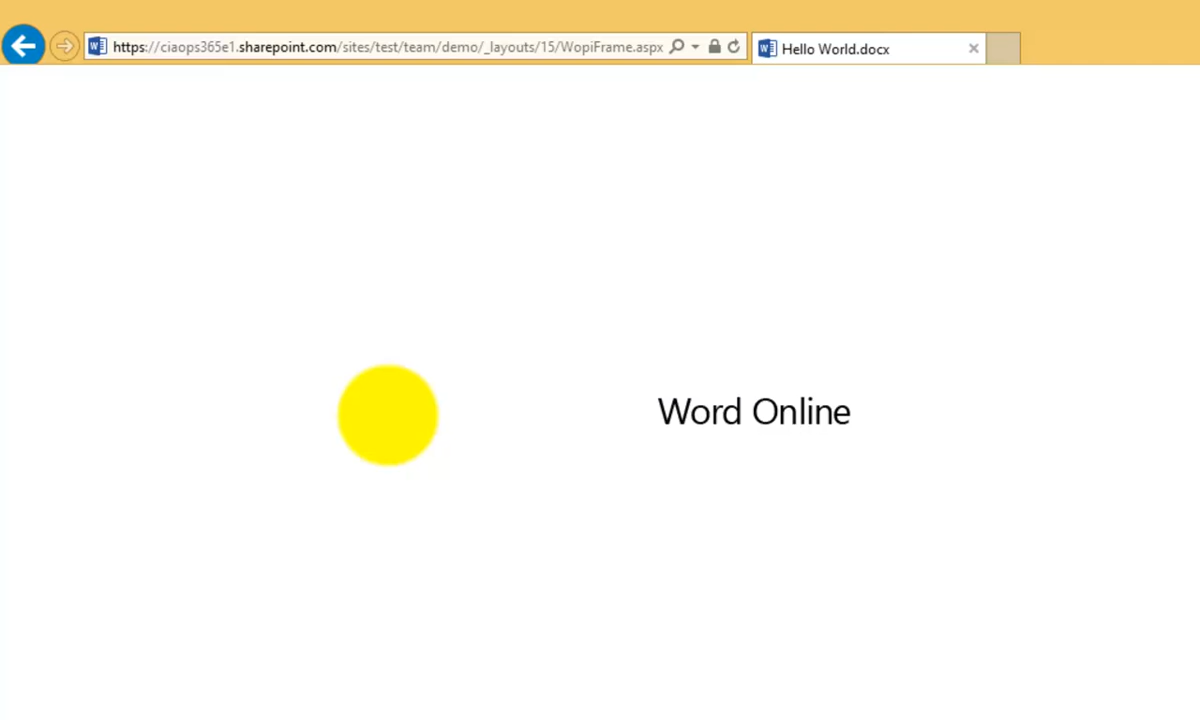 https://ciaops365e1.sharepoint.com/sites/test/team/demo/_layouts/15/WopiFrame.aspx
Hello World.docx
Word Online